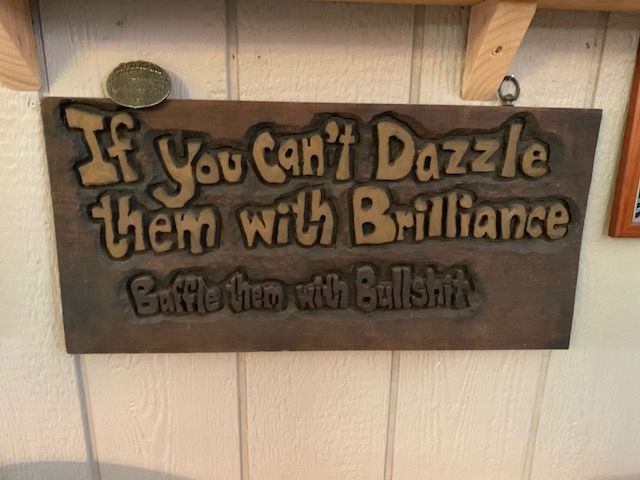 If You Can't Dazzle
them with Brilliance
Baffle them with Bullshit